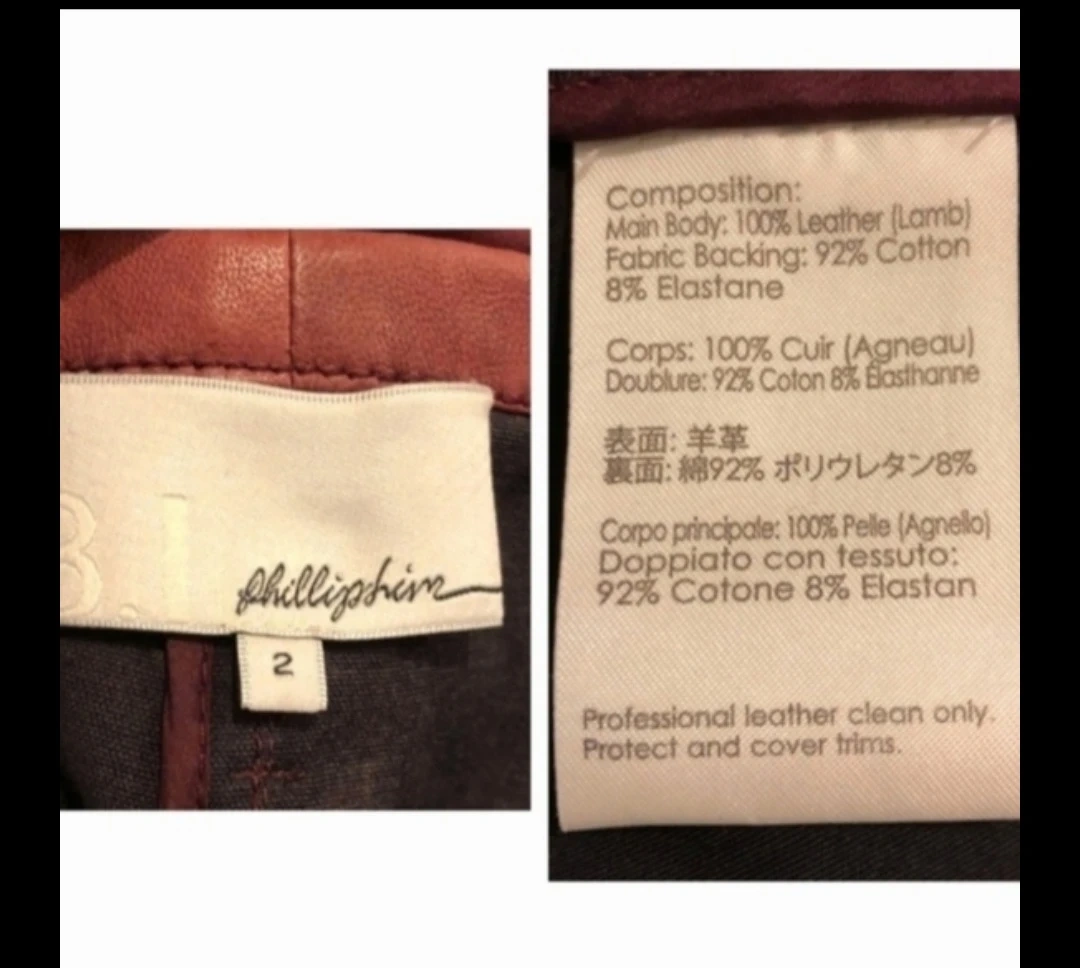 3.1
phillip lim
2
Composition:
Main Body: 100% Leather (Lamb)
Fabric Backing: 92% Cotton
8% Elastane
Corps: 100% Cuir (Agneau)
Doublure: 92% Coton 8% Élasthanne
表面: 羊革
裏面: 綿92% ポリウレタン8%
Corpo principale: 100% Pelle (Agnello)
Doppiato con tessuto:
92% Cotone 8% Elastan
Professional leather clean only.
Protect and cover trims.